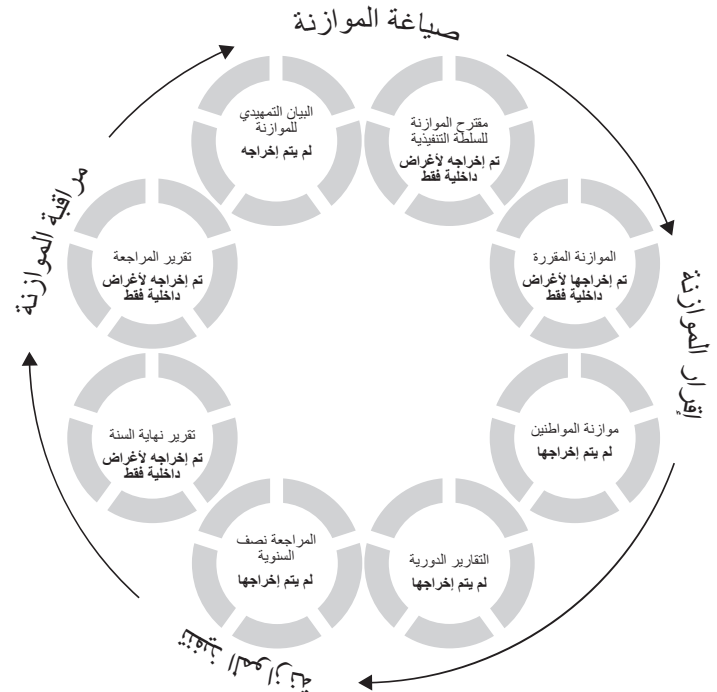 صياغة الموازنة
البيان التمهيدي
للموازنة
لم يتم إخراجه
مقترح الموازنة
للسلطة التنفيذية
تم إخراجه لأغراض
داخلية فقط
الموازنة المقررة
تم إخراجها لأغراض
داخلية فقط
إقرار الموازنة
موازنة المواطنين
لم يتم إخراجها
التقارير الدورية
لم يتم إخراجها
تنفيذ الموازنة
المراجعة نصف
السنوية
لم يتم إخراجها
تقرير نهاية السنة
تم إخراجه لأغراض
داخلية فقط
مراقبة الموازنة
تقرير المراجعة
تم إخراجه لأغراض
داخلية فقط